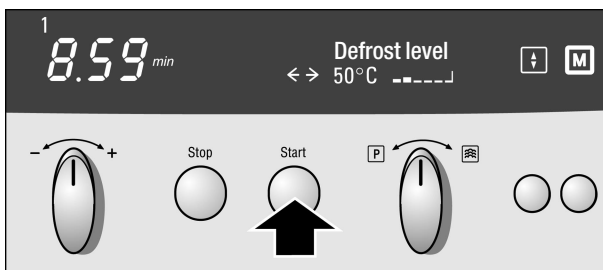 1
8.59 min
Defrost level
50°C
M
- +
Stop
Start
P